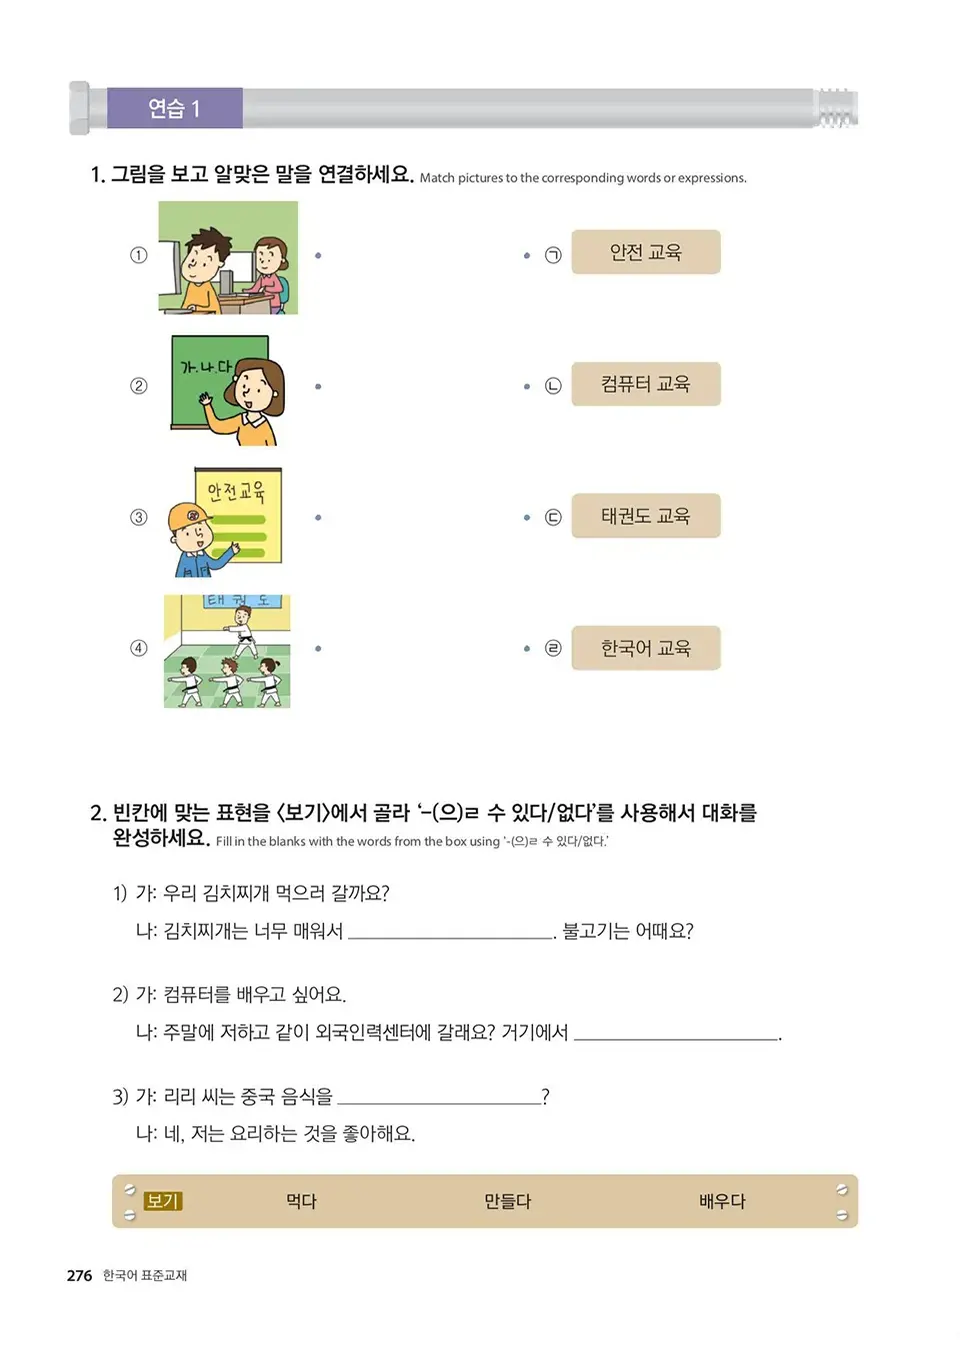 연습 1
1. 그림을 보고 알맞은 말을 연결하세요. Match pictures to the corresponding words or expressions.
① ㉠ 안전 교육
가.나.다
② ㉡ 컴퓨터 교육
안전교육
③ ㉢ 태권도 교육
태권도
④ ㉣ 한국어 교육
2. 빈칸에 맞는 표현을 〈보기〉에서 골라 ‘-(으)ㄹ 수 있다/없다’를 사용해서 대화를
완성하세요. Fill in the blanks with the words from the box using ‘-(으)ㄹ 수 있다/없다.’
1) 가: 우리 김치찌개 먹으러 갈까요?
나: 김치찌개는 너무 매워서 ____________________. 불고기는 어때요?
2) 가: 컴퓨터를 배우고 싶어요.
나: 주말에 저하고 같이 외국인력센터에 갈래요? 거기에서 ____________________.
3) 가: 리리 씨는 중국 음식을 ____________________?
나: 네, 저는 요리하는 것을 좋아해요.
보기 먹다 만들다 배우다
276 한국어 표준교재